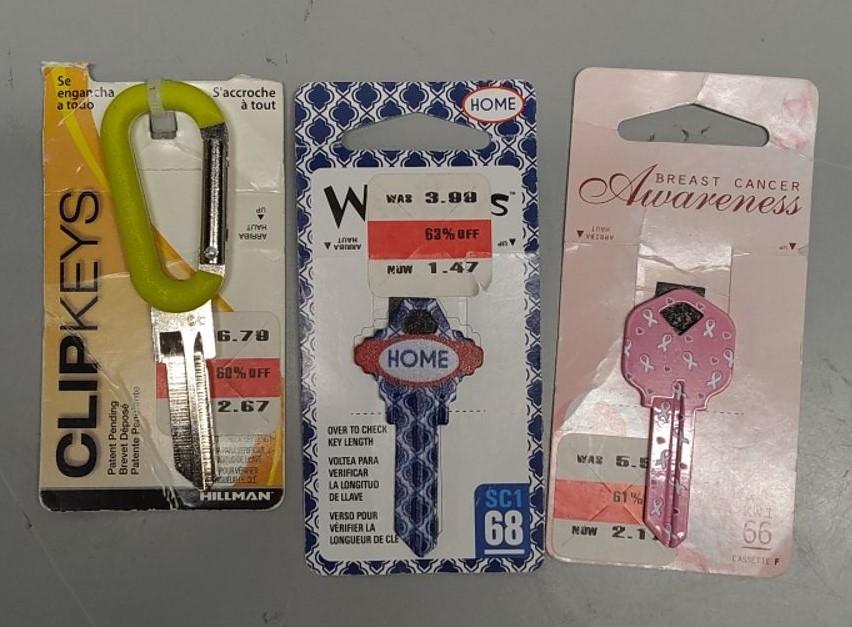 Se
engancha
a todo
S'accroche
à tout
UP
ARRIBA
HAUT
CLIPKEYS
Patent Pending
Brevet Déposé
Patente Pendiente
6.79
60% OFF
2.67
HILLMAN
HOME
W
S™
ARRIBA
HAUT
UP
WAS 3.99
63% OFF
NOW 1.47
HOME
OVER TO CHECK
KEY LENGTH
VOLTEA PARA
VERIFICAR
LA LONGITUD
DE LLAVE
VERSO POUR
VÉRIFIER LA
LONGUEUR DE CLÉ
SC1
68
BREAST CANCER
Awareness
ARRIBA
HAUT
UP
WAS 5.5
61%
NOW 2.1
KW1
66
CASSETTE F